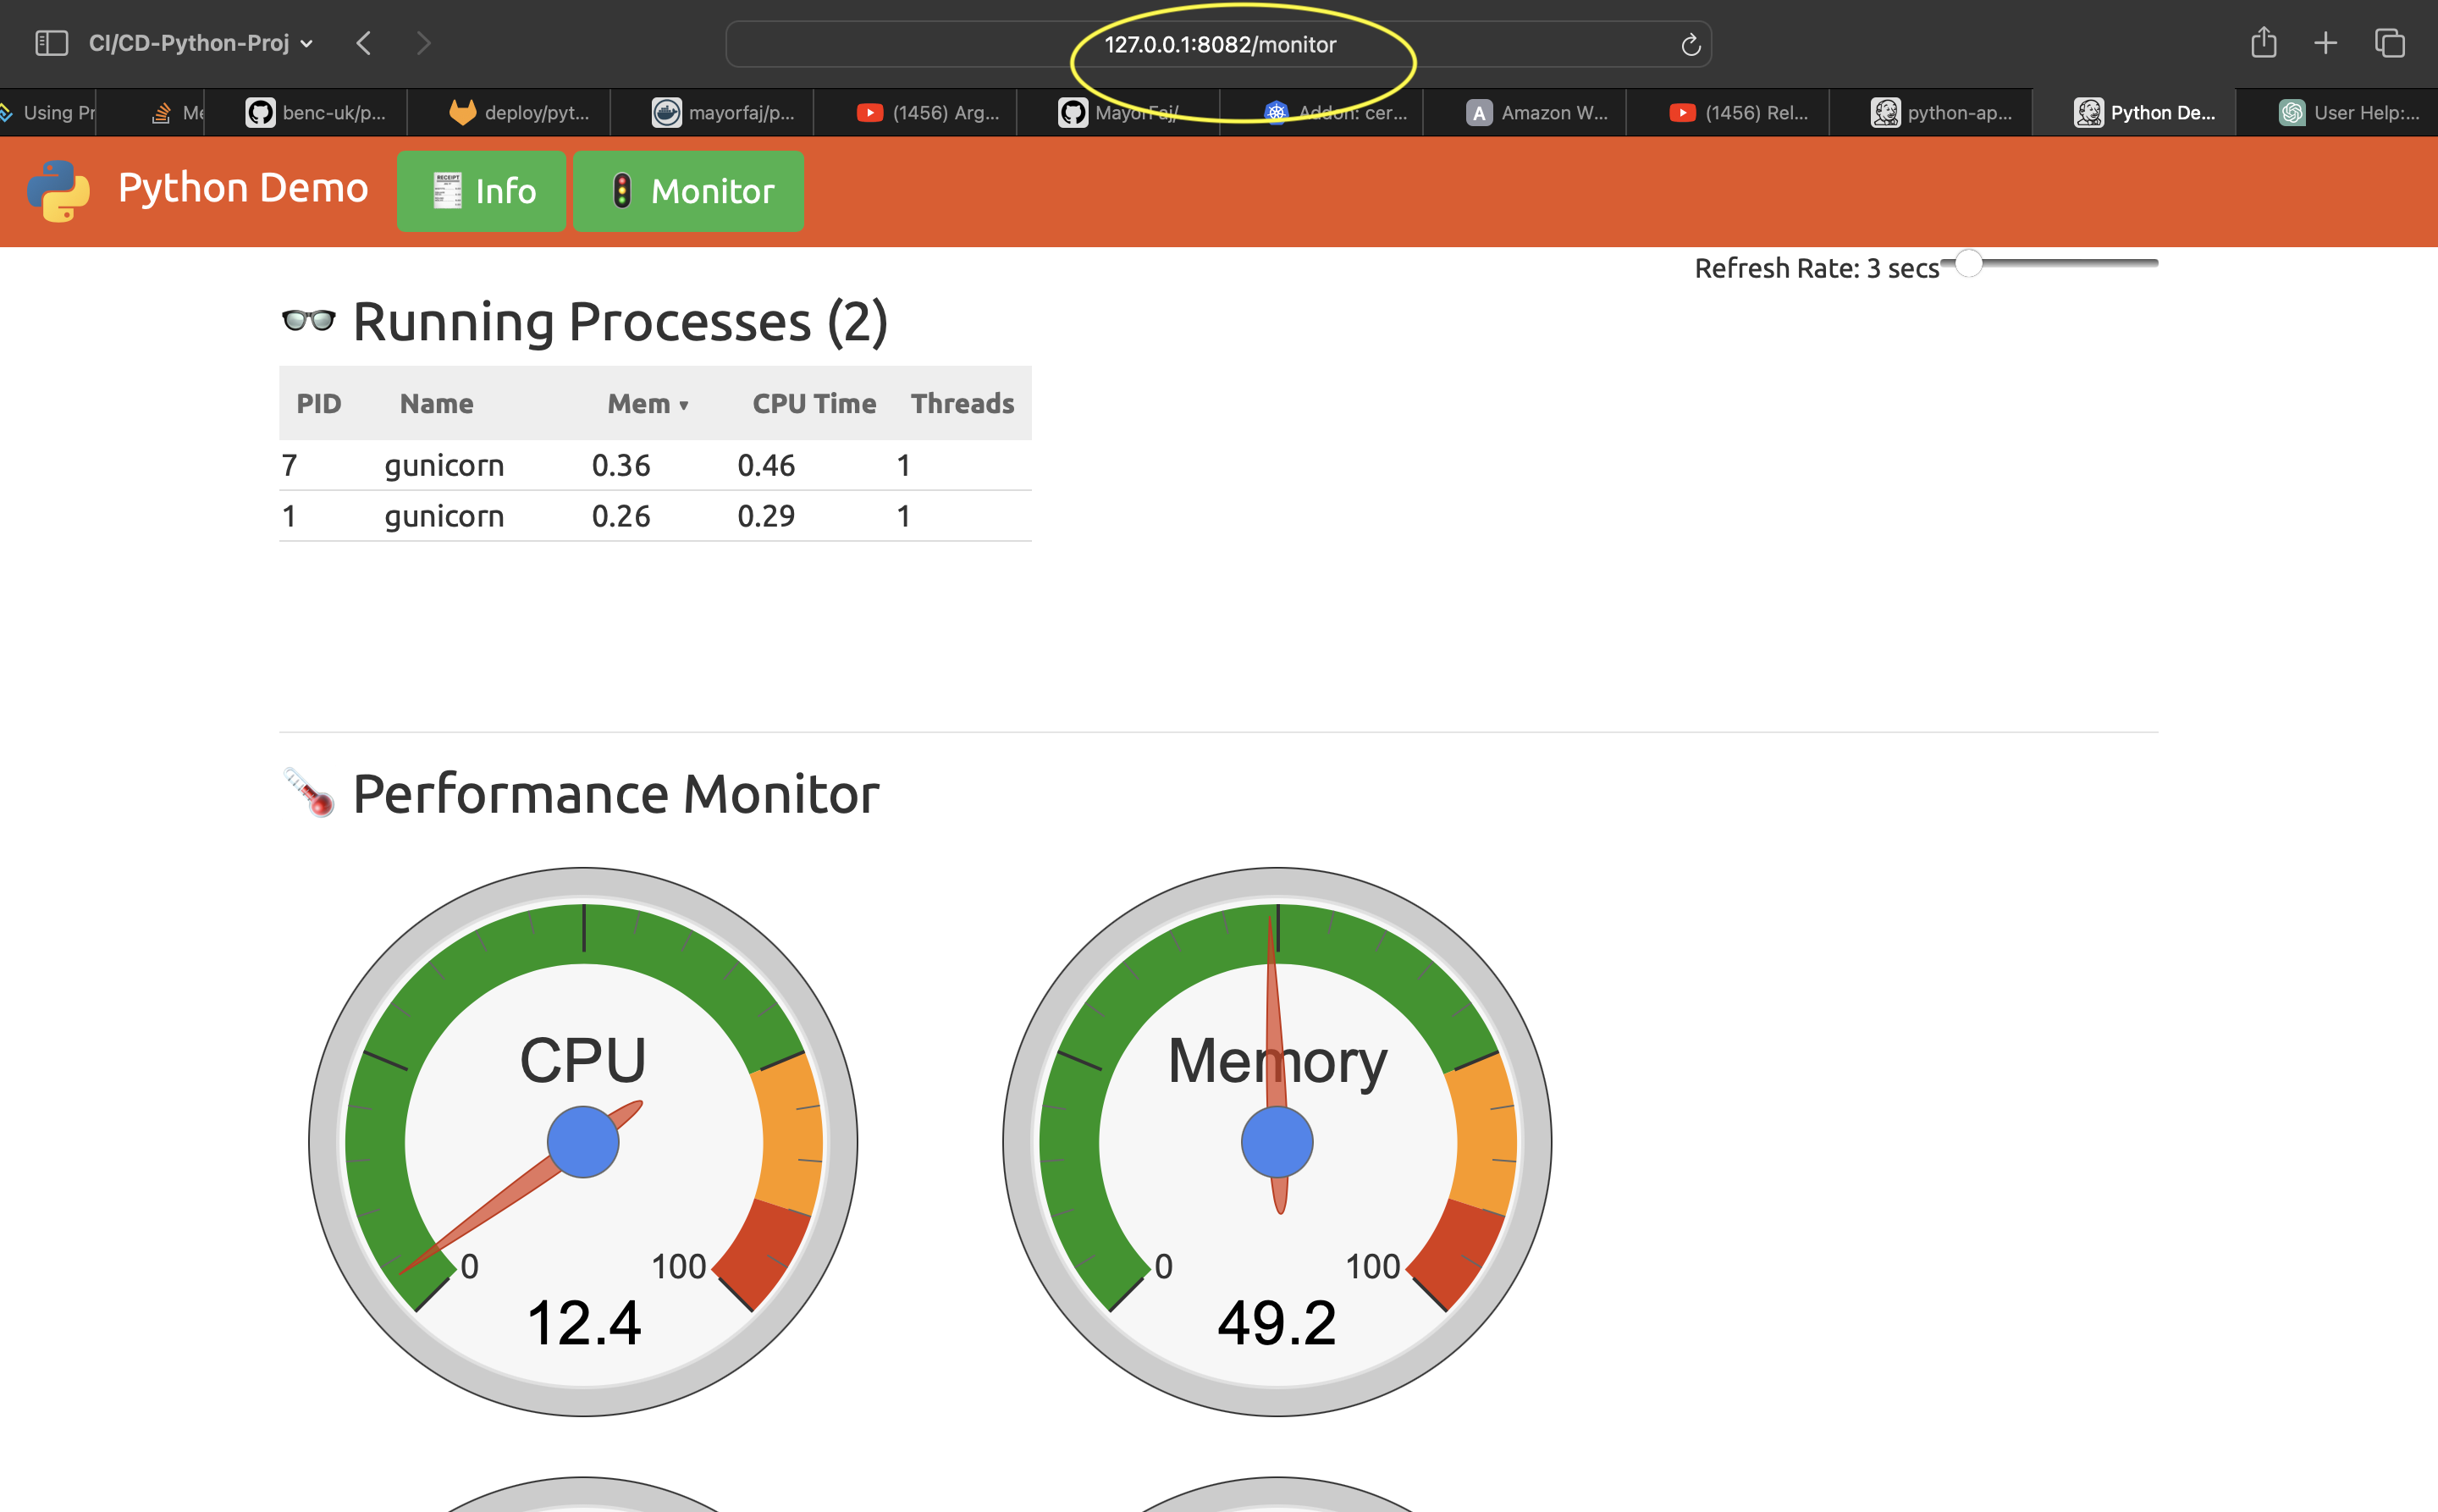 CI/CD-Python-Proj
127.0.0.1:8082/monitor
Using Pr
Me
benc-uk/p...
deploy/pyt...
mayorfaj/p...
(1456) Arg...
MayorFaj/
Addon: cer...
Amazon W...
(1456) Rel...
python-ap...
Python De...
User Help:...
Python Demo
RECEIPT
Info
Monitor
Refresh Rate: 3 secs
Running Processes (2)
PID Name Mem ▼ CPU Time Threads
7 gunicorn 0.36 0.46 1
1 gunicorn 0.26 0.29 1
Performance Monitor
CPU
0
100
12.4
Memory
0
100
49.2